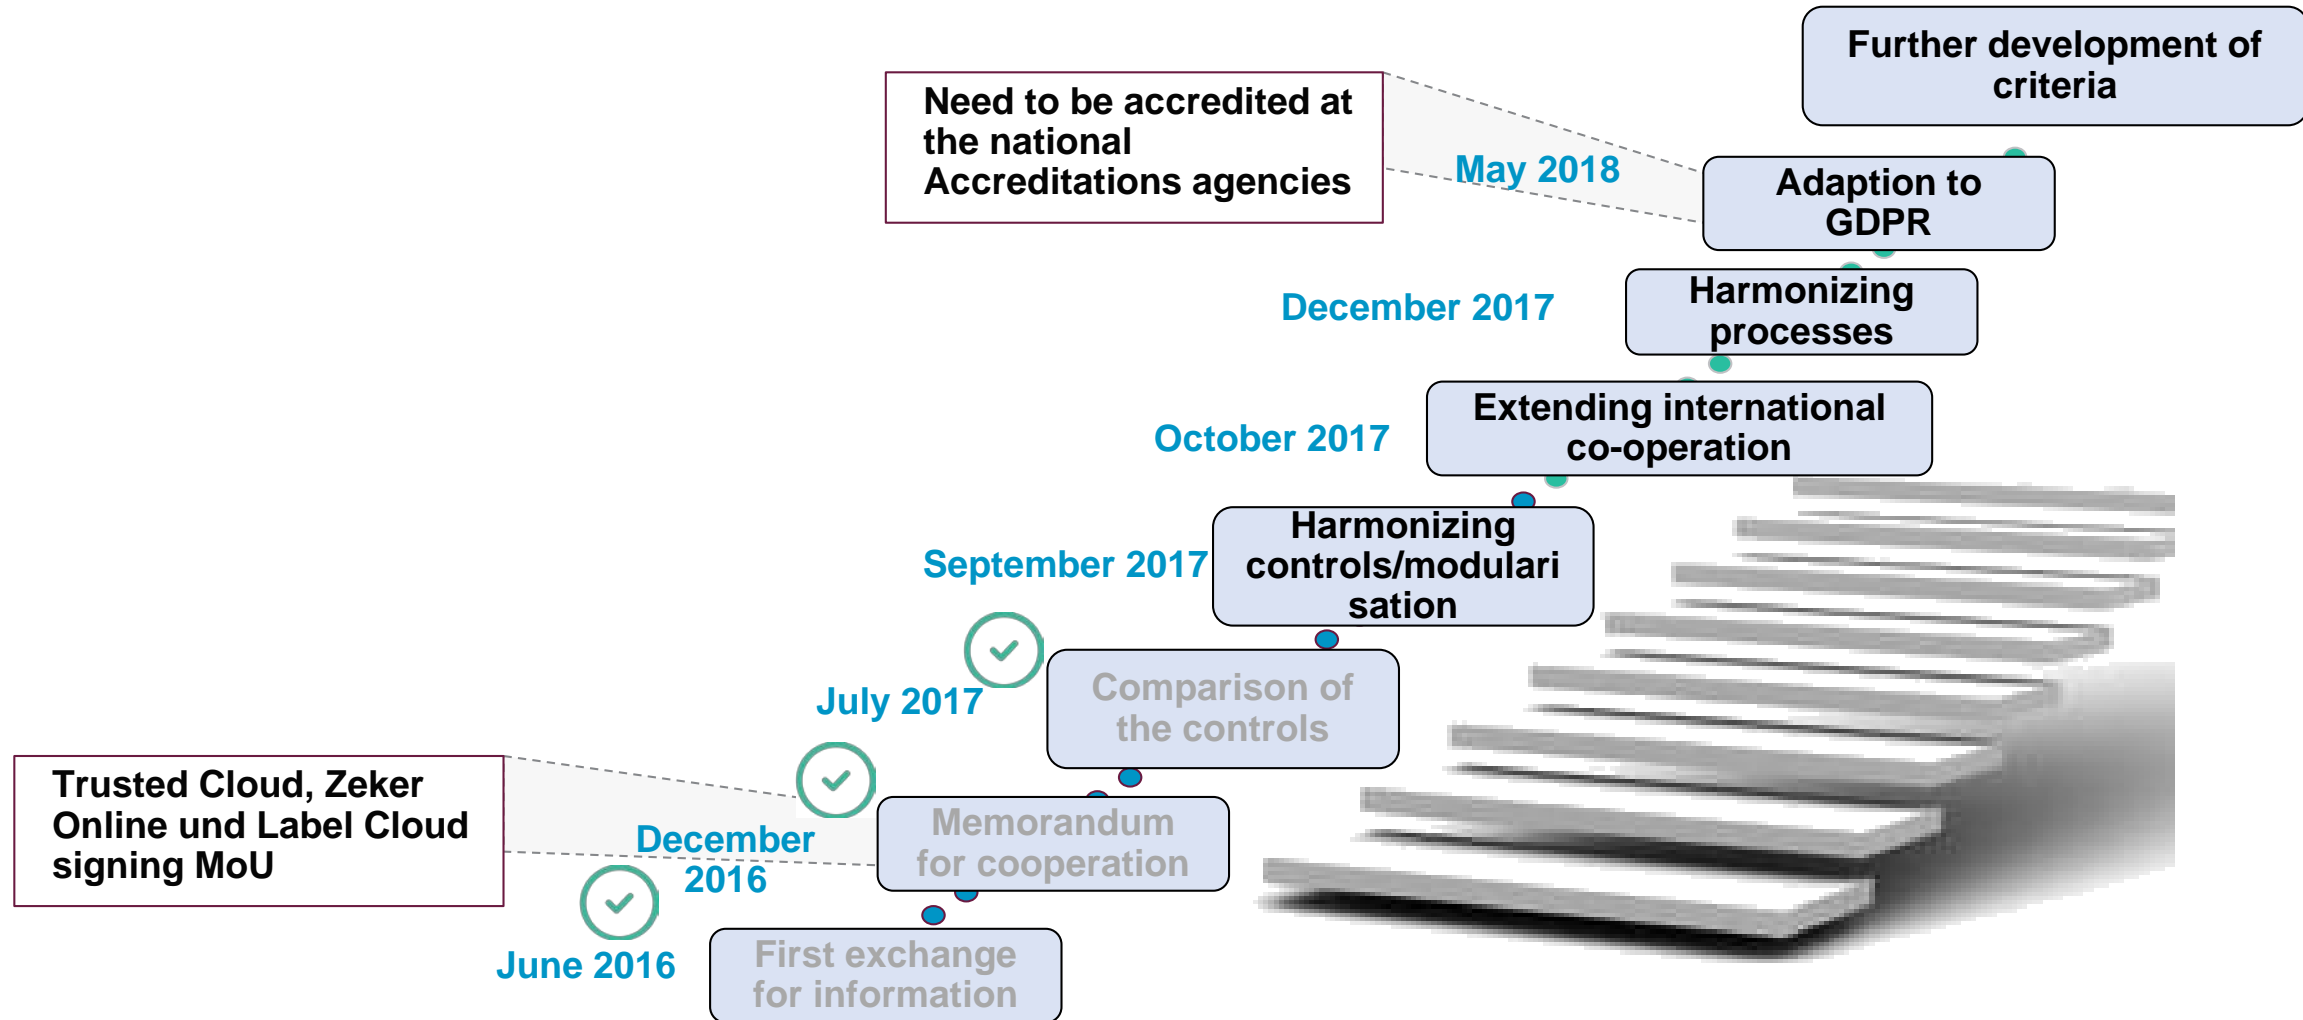 Further development of
criteria
Need to be accredited at
the national
Accreditations agencies
May 2018
Adaption to
GDPR
December 2017
Harmonizing
processes
October 2017
Extending international
co-operation
September 2017
Harmonizing
controls/modulari
sation
July 2017
Comparison of
the controls
Trusted Cloud, Zeker
Online und Label Cloud
signing MoU
December
2016
Memorandum
for cooperation
June 2016
First exchange
for information